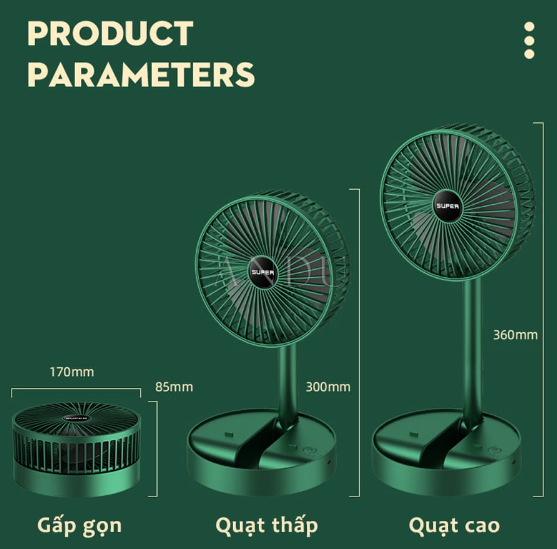 PRODUCT
PARAMETERS
SUPER
SUPER
360mm
170mm
85mm
300mm
SUPER
Gấp gọn
Quạt thấp
Quạt cao